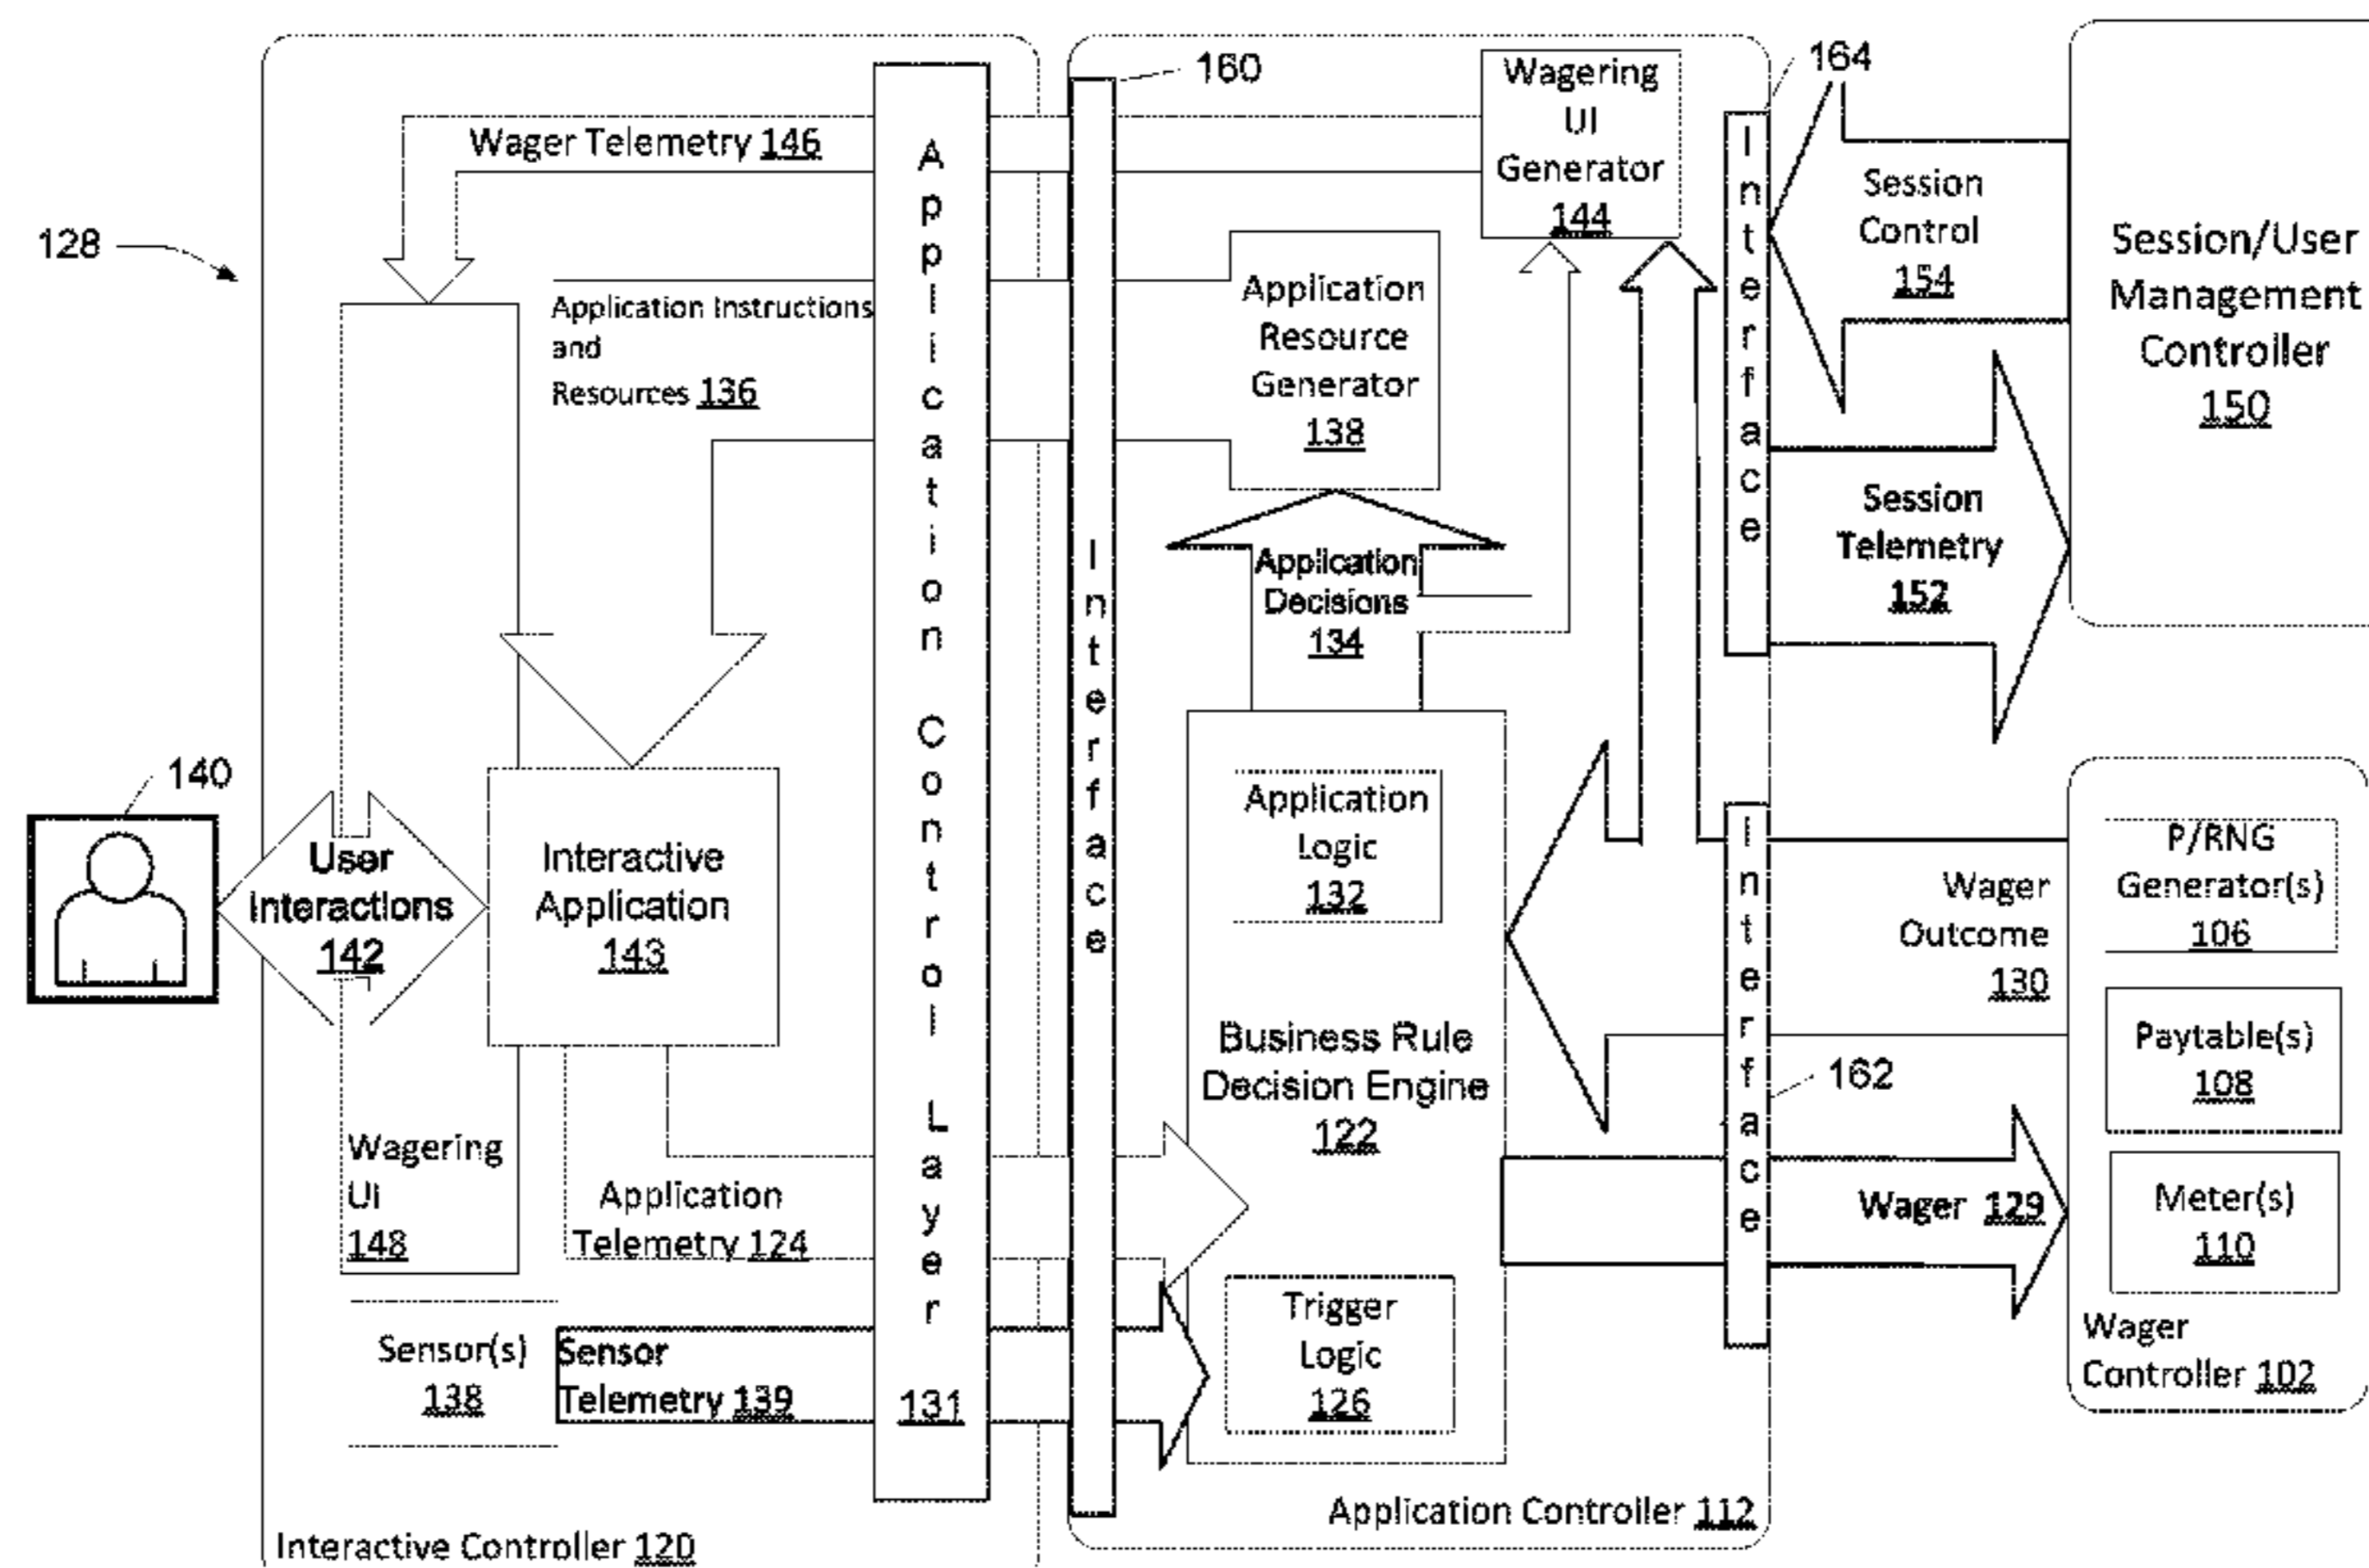 128
140
Wager Telemetry 146
Application Instructions
and
Resources 136
User
Interactions
142
Interactive
Application
143
Wagering
UI
148
Application
Telemetry 124
Sensor(s)
138
Sensor
Telemetry 139
Interactive Controller 120
Application Control Layer
131
160
Interface
Wagering
UI
Generator
144
Application
Resource
Generator
138
Application
Decisions
134
Application
Logic
132
Business Rule
Decision Engine
122
Trigger
Logic
126
Application Controller 112
164
Interface
Session
Control
154
Session
Telemetry
152
Session/User
Management
Controller
150
Interface
162
Wager
Outcome
130
Wager 129
P/RNG
Generator(s)
106
Paytable(s)
108
Meter(s)
110
Wager
Controller 102